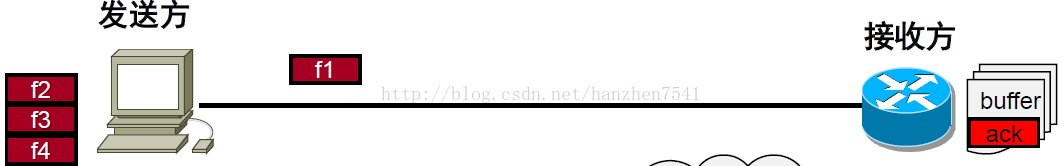 发送方
接收方
f1
f2
f3
f4
http://blog.csdn.net/hanzhen7541
buffer
ack